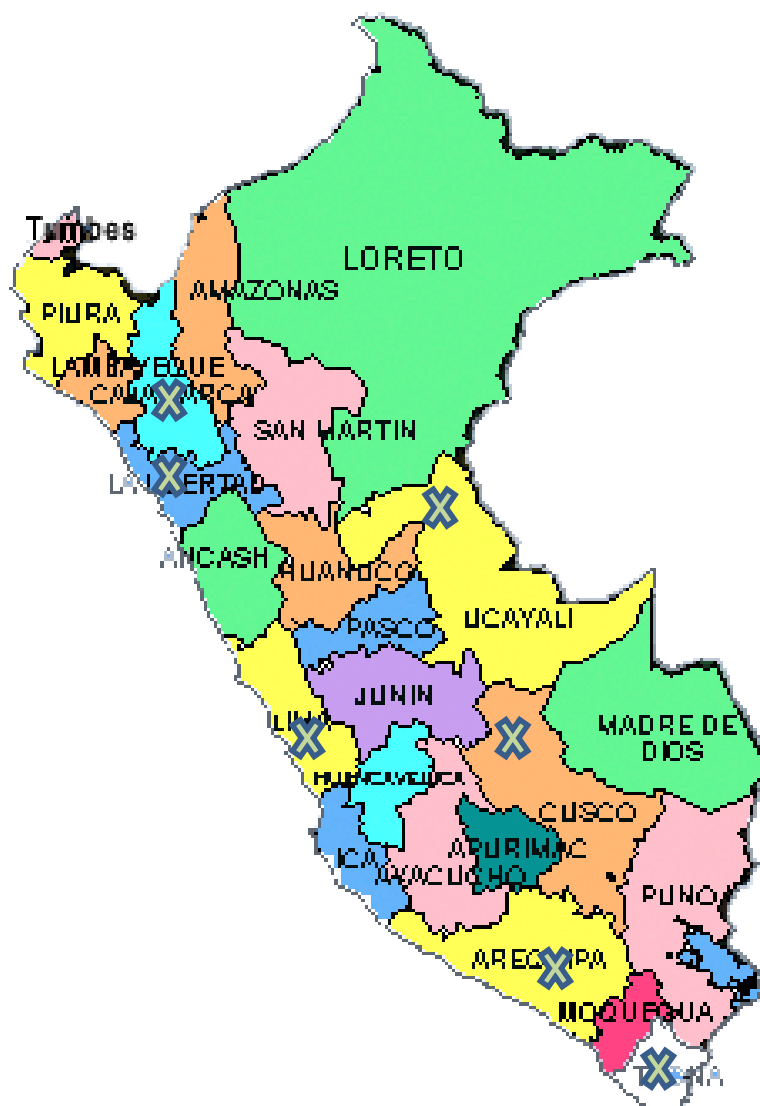 Tumbes
LORETO
AMAZONAS
PIURA
LAMBAYEQUE
SAN MARTIN
ANCASH
HUANUCO
UCAYALI
PASCO
JUNIN
MADRE DE
DIOS
CUSCO
APURIMAC
ICA
AYACUCHO
PUNO
MOQUEGUA